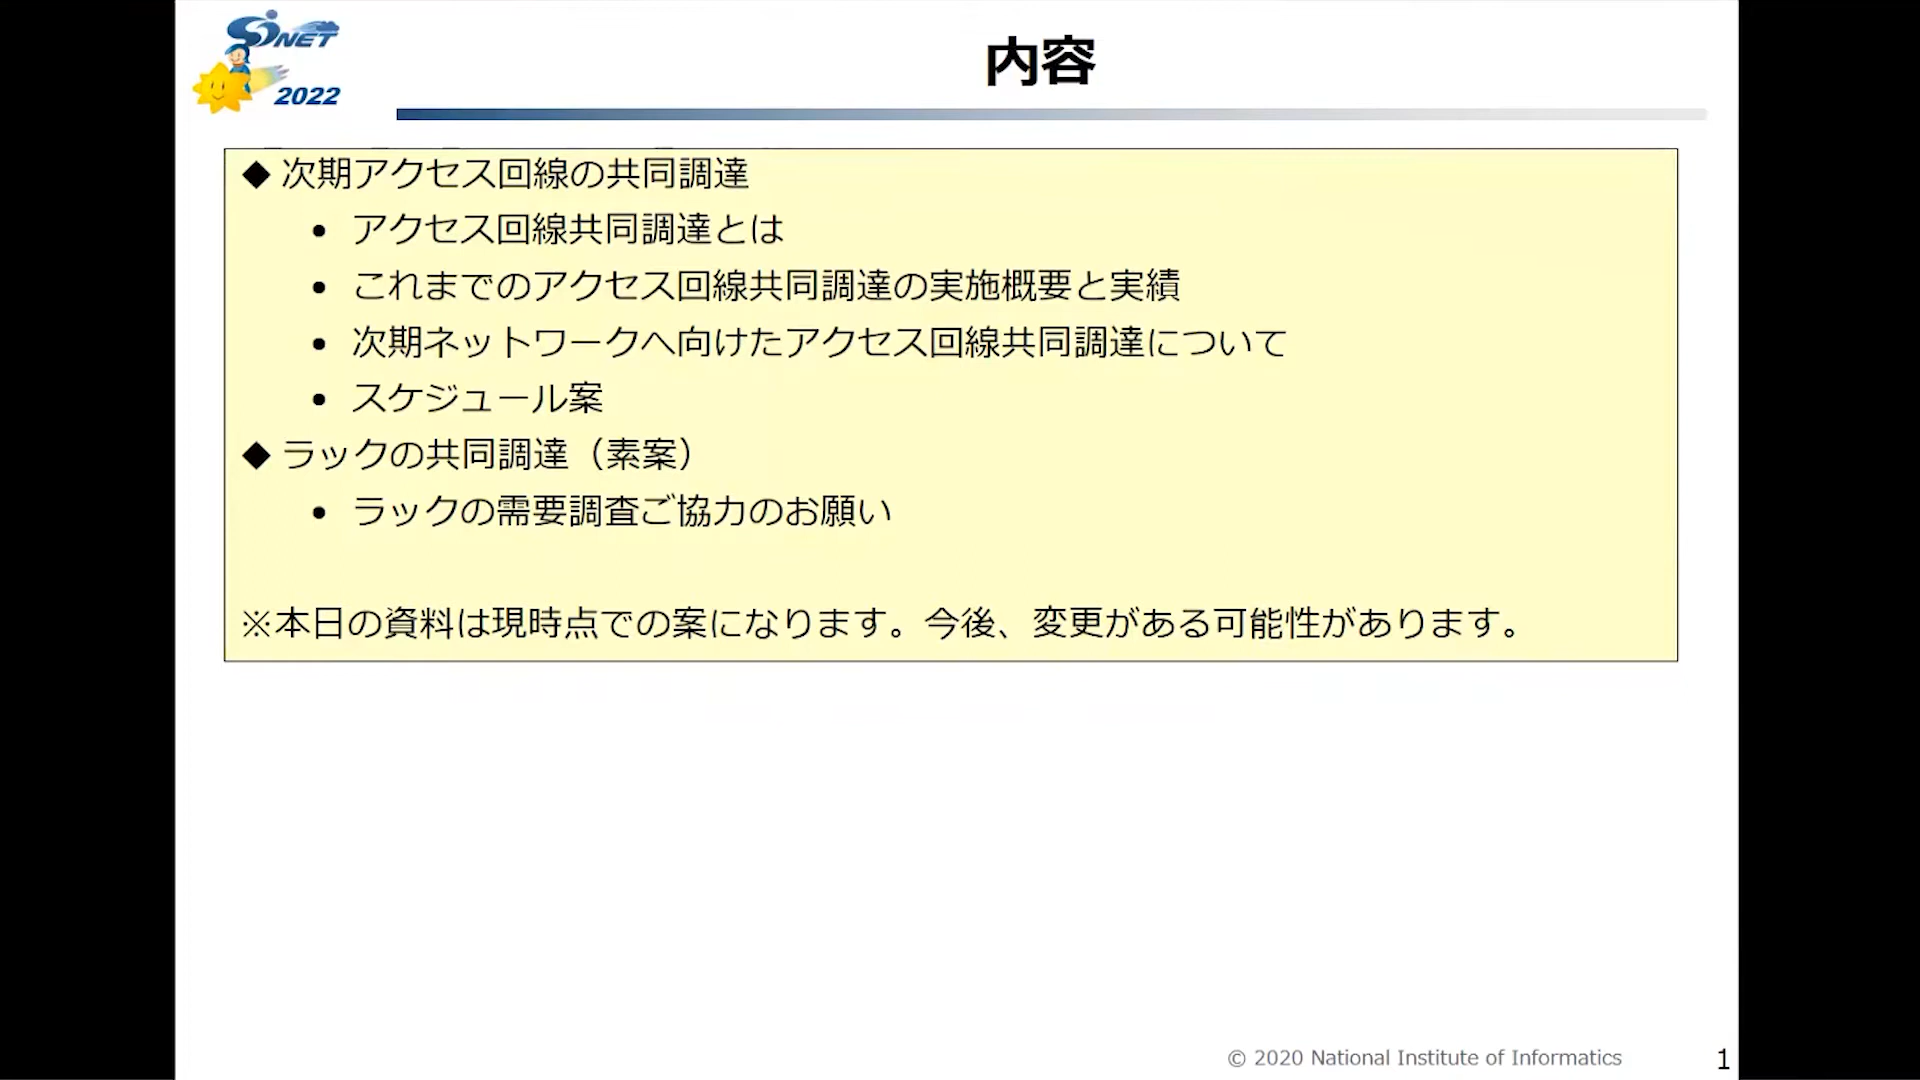 SiNET
2022
内容
◆ 次期アクセス回線の共同調達
• アクセス回線共同調達とは
• これまでのアクセス回線共同調達の実施概要と実績
• 次期ネットワークへ向けたアクセス回線共同調達について
• スケジュール案
◆ ラックの共同調達（素案）
• ラックの需要調査ご協力のお願い
※本日の資料は現時点での案になります。今後、変更がある可能性があります。
© 2020 National Institute of Informatics
1